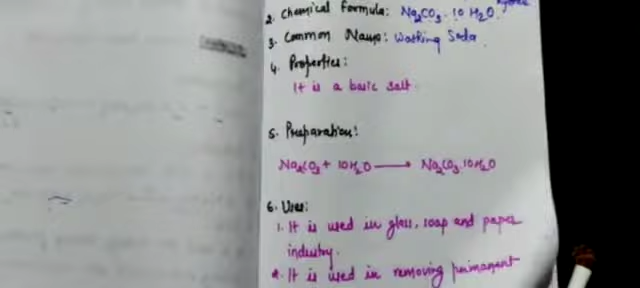 2. Chemical Formula: Na₂CO₃ . 10 H₂O
3. Common Name: Washing Soda.
4. Properties:
It is a basic salt.
5. Preparation:
Na₂CO₃ + 10H₂O → Na₂CO₃.10H₂O
6. Uses:
1. It is used in glass, soap and paper
industry.
2. It is used in removing permanent